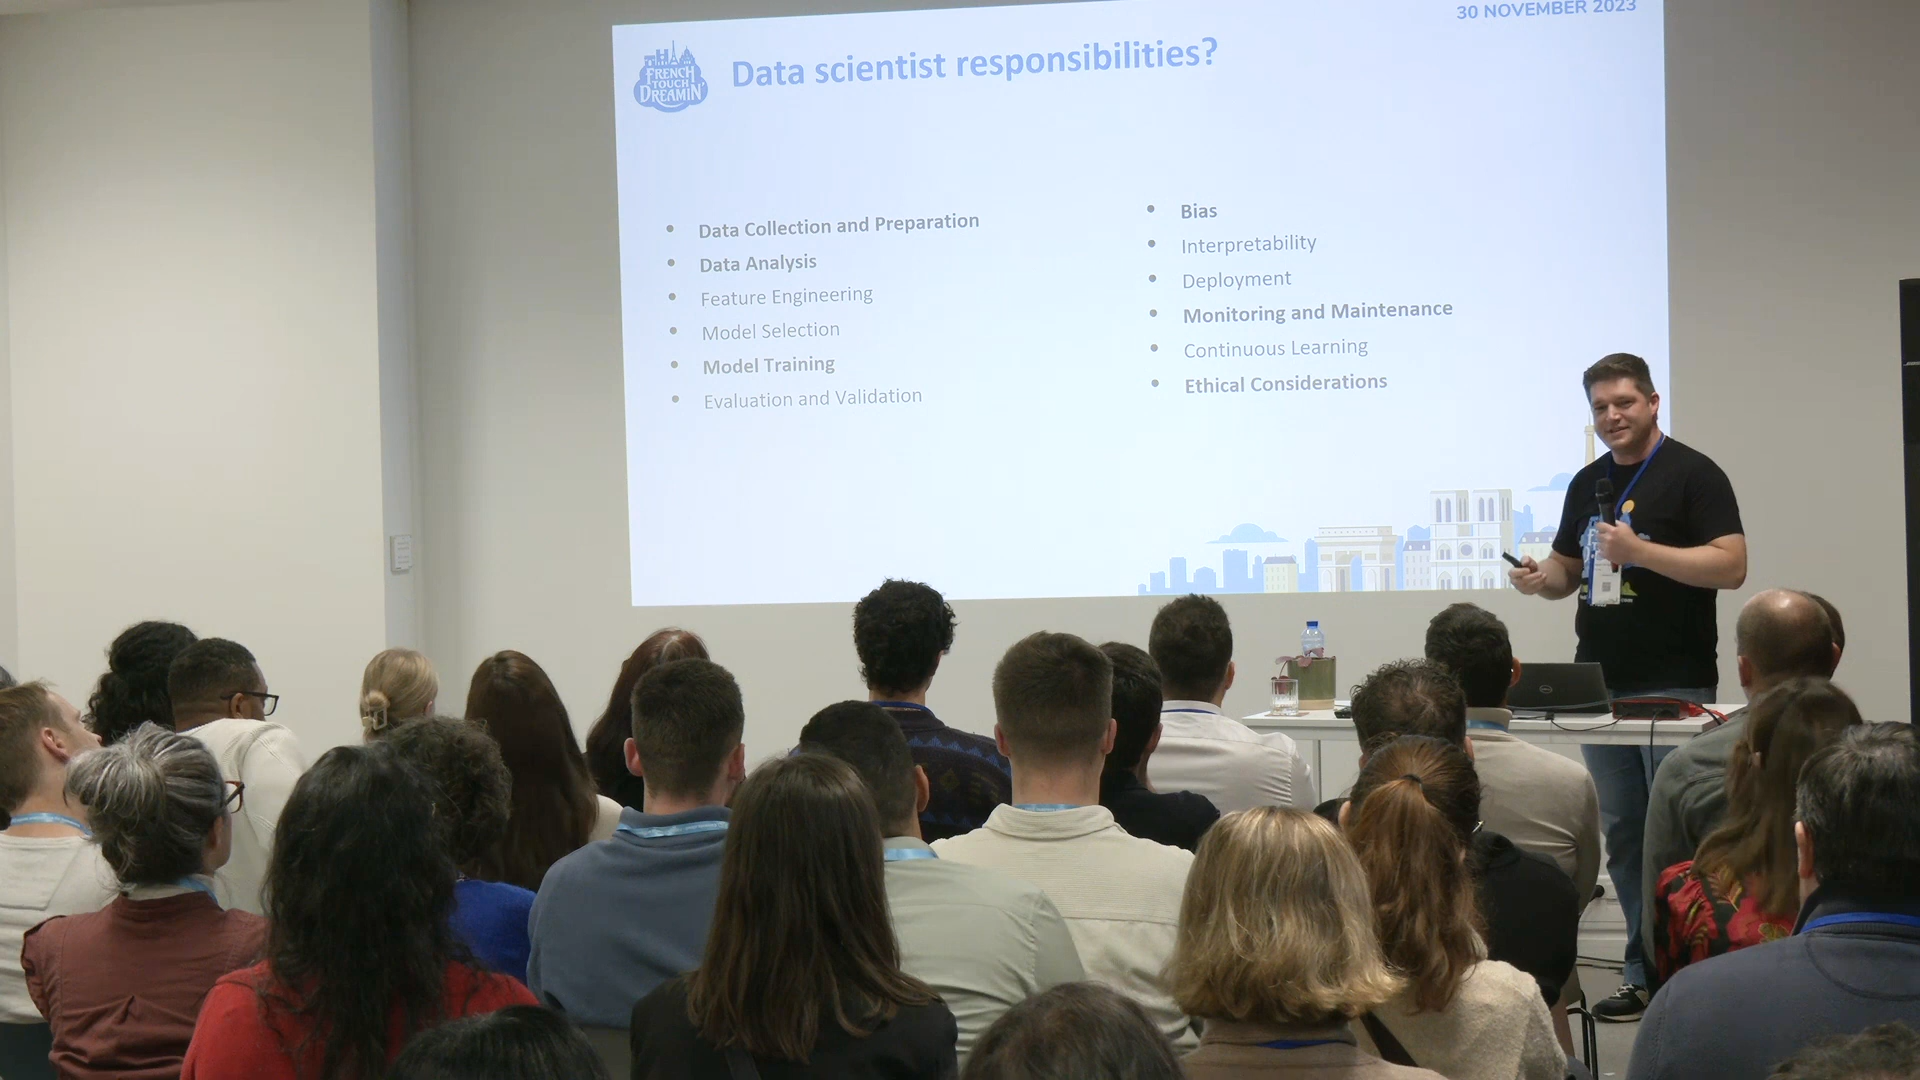 30 NOVEMBER 2023
FRENCH
TOUCH
DREAMIN'
Data scientist responsibilities?
• Data Collection and Preparation
• Data Analysis
• Feature Engineering
• Model Selection
• Model Training
• Evaluation and Validation
• Bias
• Interpretability
• Deployment
• Monitoring and Maintenance
• Continuous Learning
• Ethical Considerations
DELL